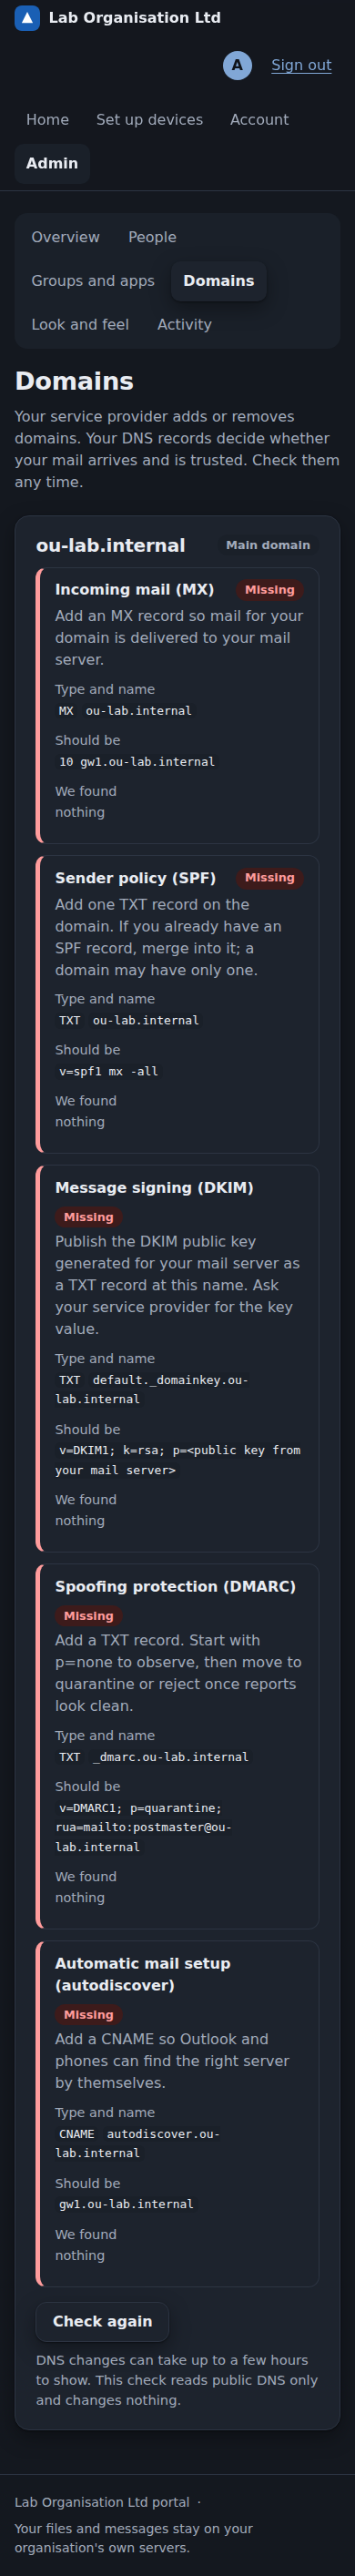 Lab Organisation Ltd
A Sign out
Home Set up devices Account
Admin
Overview People
Groups and apps Domains
Look and feel Activity
Domains
Your service provider adds or removes
domains. Your DNS records decide whether
your mail arrives and is trusted. Check them
any time.
ou-lab.internal Main domain
Incoming mail (MX) Missing
Add an MX record so mail for your
domain is delivered to your mail
server.
Type and name
MX ou-lab.internal
Should be
10 gw1.ou-lab.internal
We found
nothing
Sender policy (SPF) Missing
Add one TXT record on the
domain. If you already have an
SPF record, merge into it; a
domain may have only one.
Type and name
TXT ou-lab.internal
Should be
v=spf1 mx -all
We found
nothing
Message signing (DKIM)
Missing
Publish the DKIM public key
generated for your mail server as
a TXT record at this name. Ask
your service provider for the key
value.
Type and name
TXT default._domainkey.ou-
lab.internal
Should be
v=DKIM1; k=rsa; p=<public key from
your mail server>
We found
nothing
Spoofing protection (DMARC)
Missing
Add a TXT record. Start with
p=none to observe, then move to
quarantine or reject once reports
look clean.
Type and name
TXT _dmarc.ou-lab.internal
Should be
v=DMARC1; p=quarantine;
rua=mailto:postmaster@ou-
lab.internal
We found
nothing
Automatic mail setup
(autodiscover)
Missing
Add a CNAME so Outlook and
phones can find the right server
by themselves.
Type and name
CNAME autodiscover.ou-
lab.internal
Should be
gw1.ou-lab.internal
We found
nothing
Check again
DNS changes can take up to a few hours
to show. This check reads public DNS only
and changes nothing.
Lab Organisation Ltd portal ·
Your files and messages stay on your
organisation's own servers.